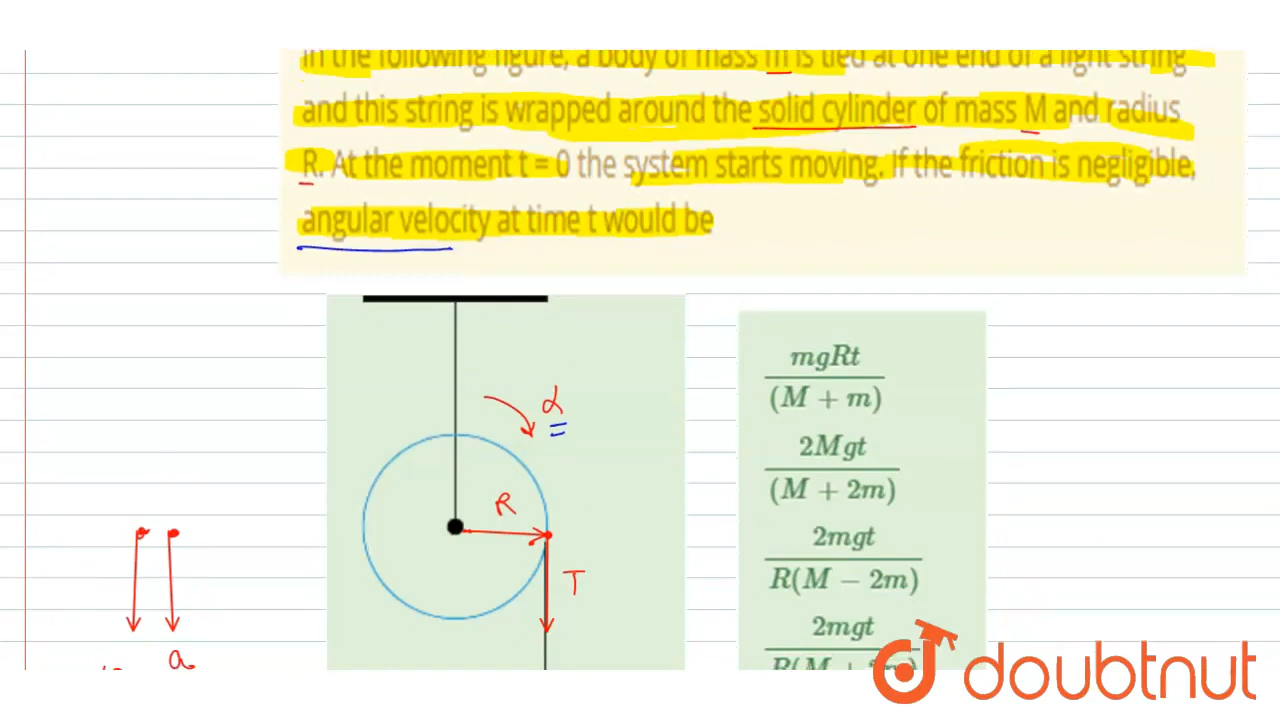 In the following figure, a body of mass m is tied at one end of a light string
and this string is wrapped around the solid cylinder of mass M and radius
R. At the moment t = 0 the system starts moving. If the friction is negligible,
angular velocity at time t would be
mgRt
(M + m)
α
2Mgt
(M + 2m)
R
2mgt
R(M − 2m)
T
2mgt
a
doubtnut